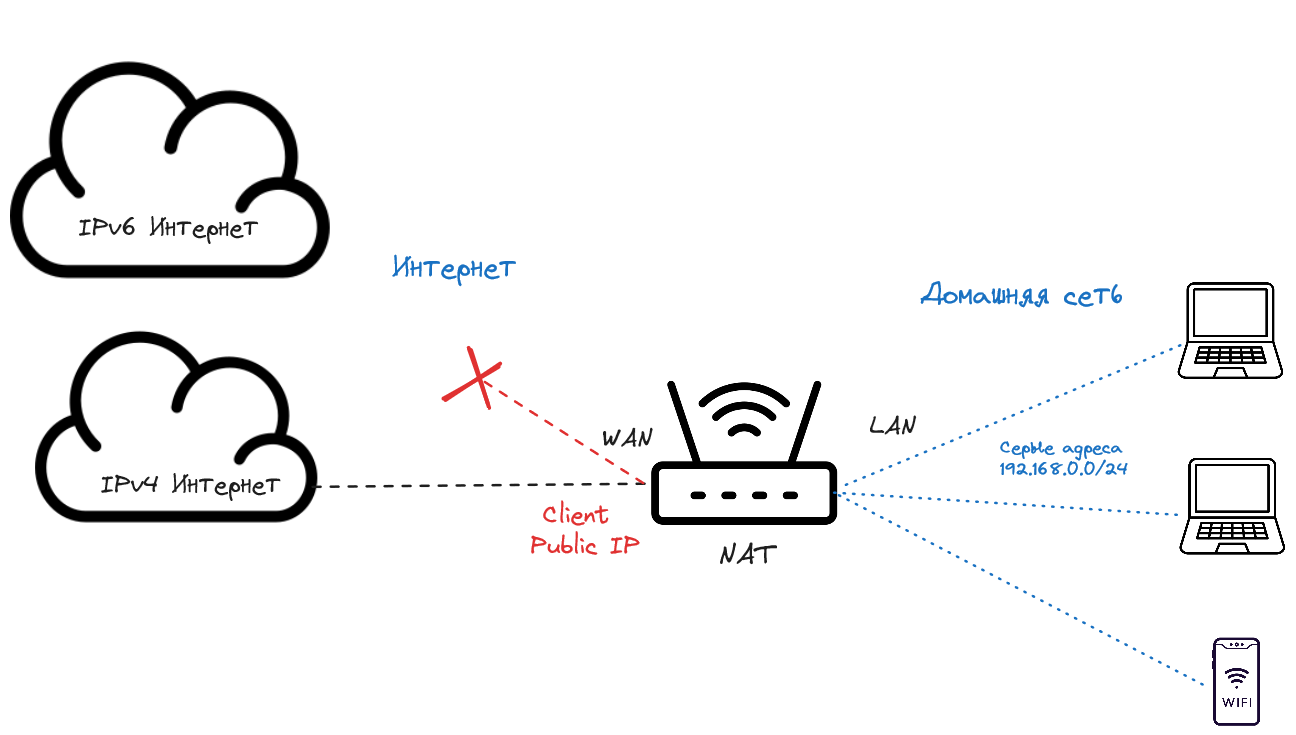 IPv6 Интернет
Интернет
Домашняя сеть
WAN
LAN
Серые адреса
192.168.0.0/24
IPv4 Интернет
Client
Public IP
NAT
WIFI